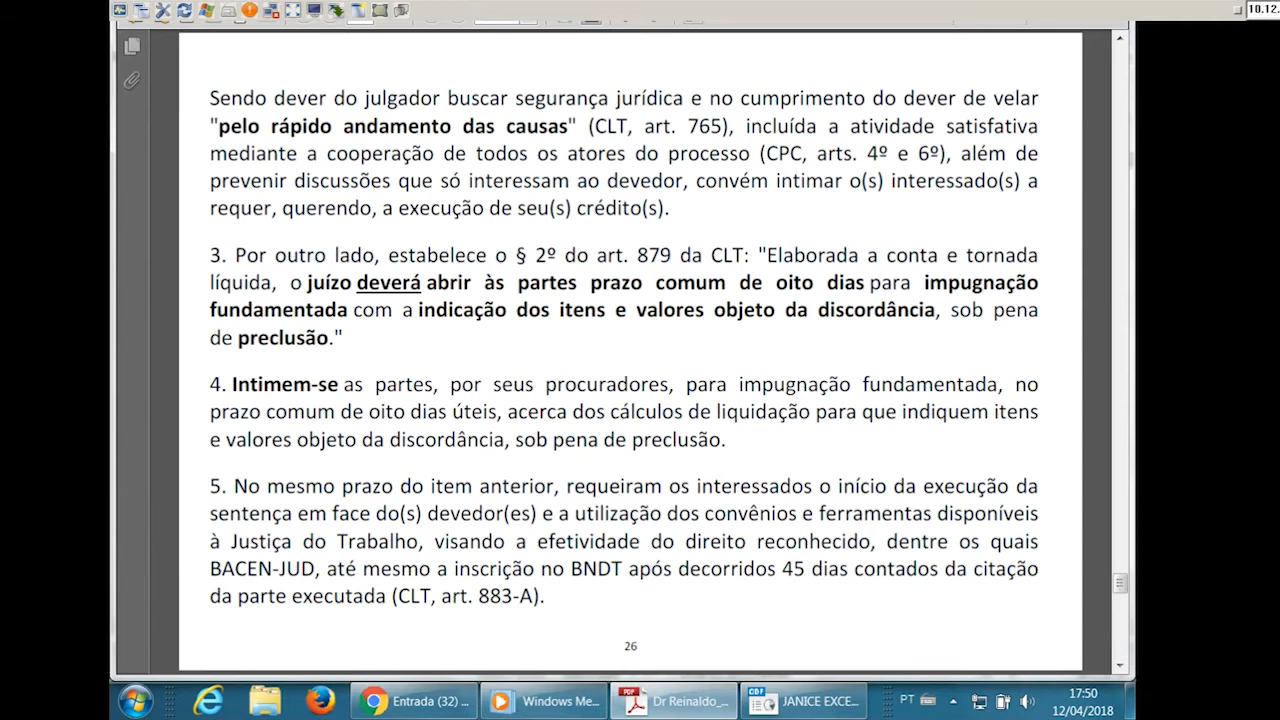 10.12.
Sendo dever do julgador buscar segurança jurídica e no cumprimento do dever de velar
"pelo rápido andamento das causas" (CLT, art. 765), incluída a atividade satisfativa
mediante a cooperação de todos os atores do processo (CPC, arts. 4º e 6º), além de
prevenir discussões que só interessam ao devedor, convém intimar o(s) interessado(s) a
requer, querendo, a execução de seu(s) crédito(s).
3. Por outro lado, estabelece o § 2º do art. 879 da CLT: "Elaborada a conta e tornada
líquida, o juízo deverá abrir às partes prazo comum de oito dias para impugnação
fundamentada com a indicação dos itens e valores objeto da discordância, sob pena
de preclusão."
4. Intimem-se as partes, por seus procuradores, para impugnação fundamentada, no
prazo comum de oito dias úteis, acerca dos cálculos de liquidação para que indiquem itens
e valores objeto da discordância, sob pena de preclusão.
5. No mesmo prazo do item anterior, requeiram os interessados o início da execução da
sentença em face do(s) devedor(es) e a utilização dos convênios e ferramentas disponíveis
à Justiça do Trabalho, visando a efetividade do direito reconhecido, dentre os quais
BACEN-JUD, até mesmo a inscrição no BNDT após decorridos 45 dias contados da citação
da parte executada (CLT, art. 883-A).
26
Entrada (32) ... Windows Me... PDF Dr Reinaldo_... CDF JANICE EXCE... PT 17:50
12/04/2018